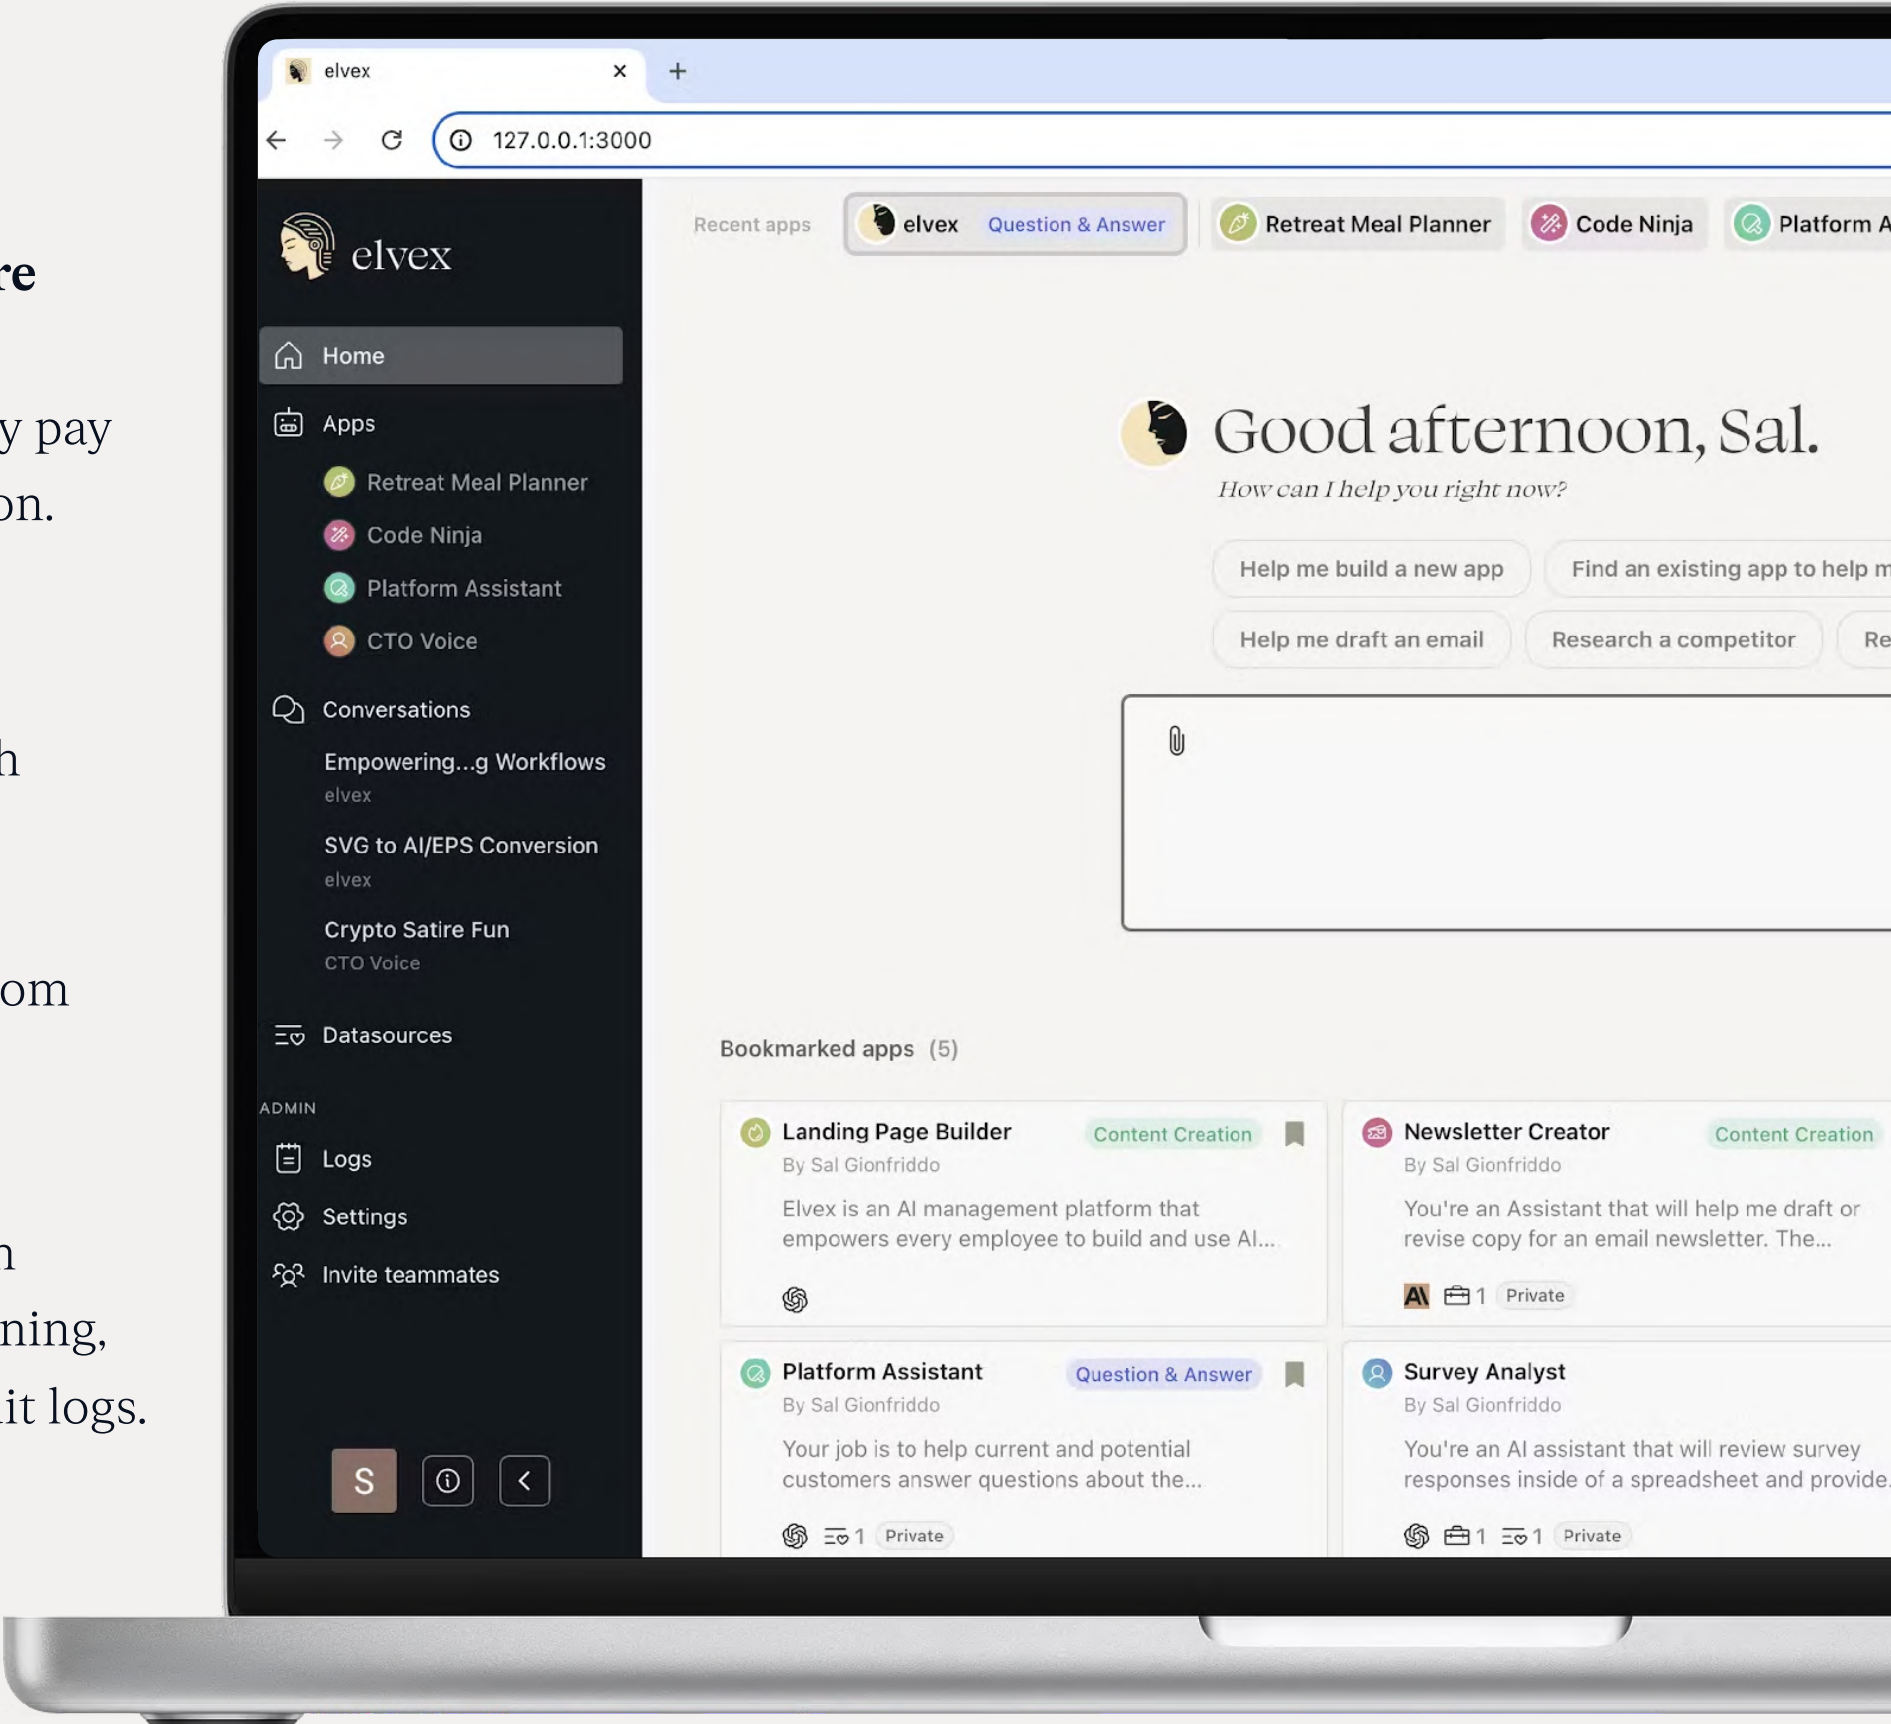 re
y pay
on.
h
om
n
ning,
it logs.
elvex
127.0.0.1:3000
elvex
Home
Apps
Retreat Meal Planner
Code Ninja
Platform Assistant
CTO Voice
Conversations
Empowering...g Workflows
elvex
SVG to AI/EPS Conversion
elvex
Crypto Satire Fun
CTO Voice
Datasources
ADMIN
Logs
Settings
Invite teammates
S
Recent apps elvex Question & Answer Retreat Meal Planner Code Ninja Platform A
Good afternoon, Sal.
How can I help you right now?
Help me build a new app Find an existing app to help m
Help me draft an email Research a competitor Re
Bookmarked apps (5)
Landing Page Builder Content Creation
By Sal Gionfriddo
Elvex is an AI management platform that
empowers every employee to build and use AI...
Newsletter Creator Content Creation
By Sal Gionfriddo
You're an Assistant that will help me draft or
revise copy for an email newsletter. The...
A\ 1 Private
Platform Assistant Question & Answer
By Sal Gionfriddo
Your job is to help current and potential
customers answer questions about the...
1 Private
Survey Analyst
By Sal Gionfriddo
You're an AI assistant that will review survey
responses inside of a spreadsheet and provide.
1 1 Private